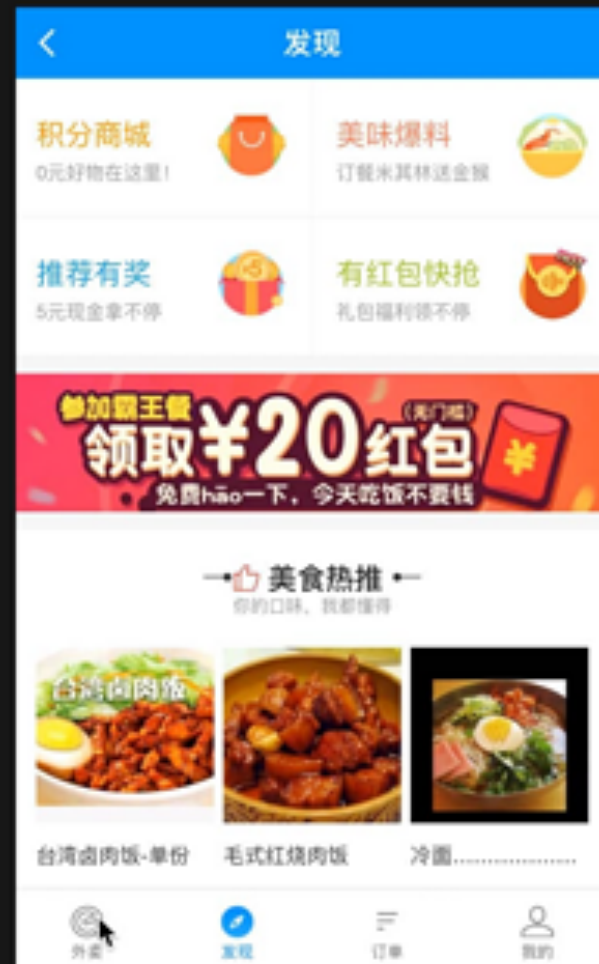 发现
积分商城
0元好物在这里！
美味爆料
订餐米其林送金猴
推荐有奖
5元现金拿不停
有红包快抢
礼包福利领不停
参加霸王餐
(无门槛)
领取¥20红包
免费hāo一下，今天吃饭不要钱
美食热推
你的口味，我都懂得
台湾卤肉饭
台湾卤肉饭-单份
毛式红烧肉饭
冷面...................
外卖
发现
订单
我的